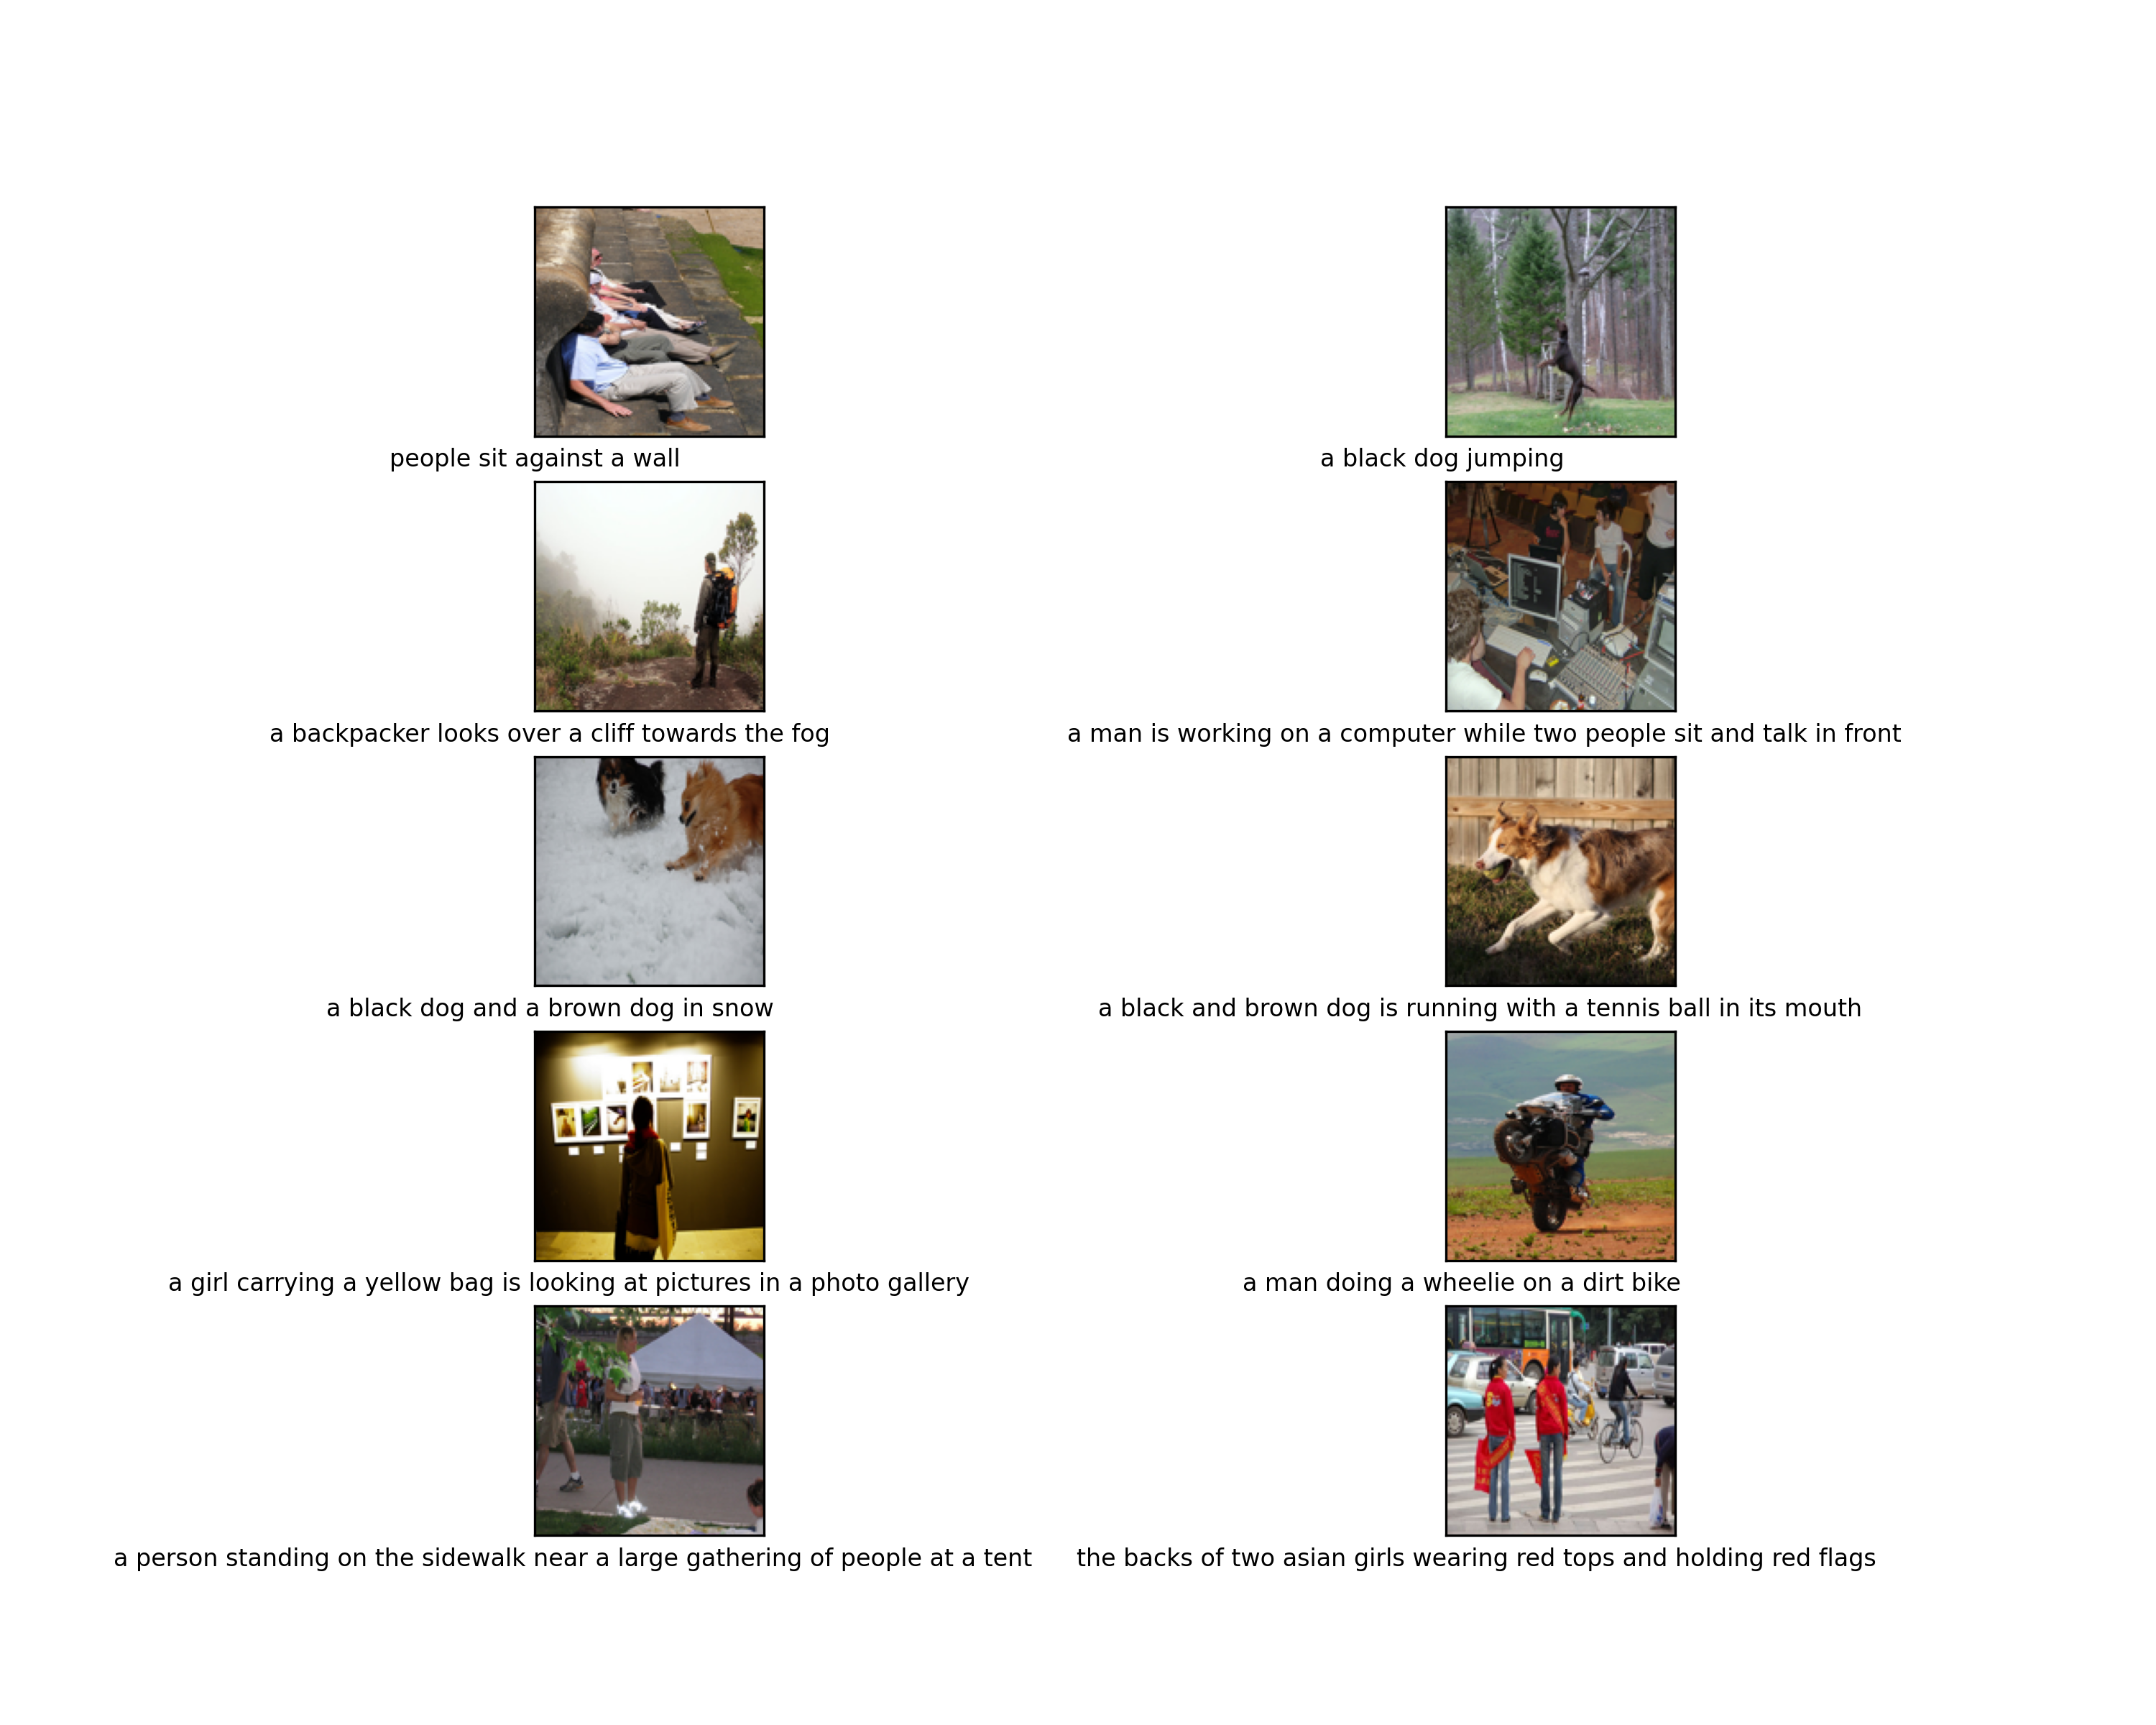 people sit against a wall
a black dog jumping
a backpacker looks over a cliff towards the fog
a man is working on a computer while two people sit and talk in front
a black dog and a brown dog in snow
a black and brown dog is running with a tennis ball in its mouth
a girl carrying a yellow bag is looking at pictures in a photo gallery
a man doing a wheelie on a dirt bike
a person standing on the sidewalk near a large gathering of people at a tent
the backs of two asian girls wearing red tops and holding red flags